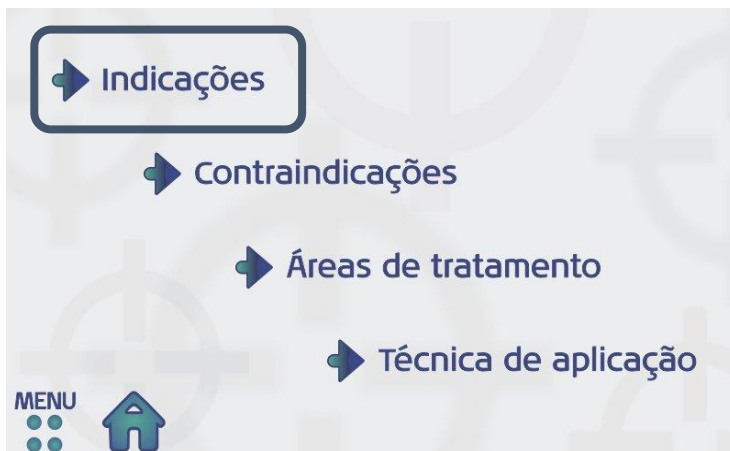 Indicações
Contraindicações
Áreas de tratamento
Técnica de aplicação
MENU